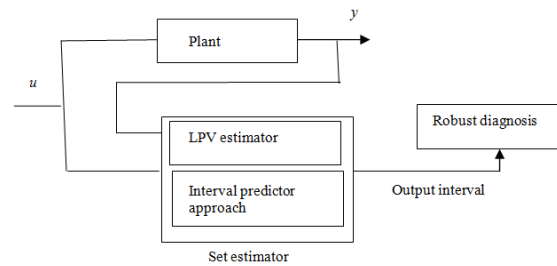 y
Plant
u
Robust diagnosis
LPV estimator
Interval predictor
approach
Output interval
Set estimator